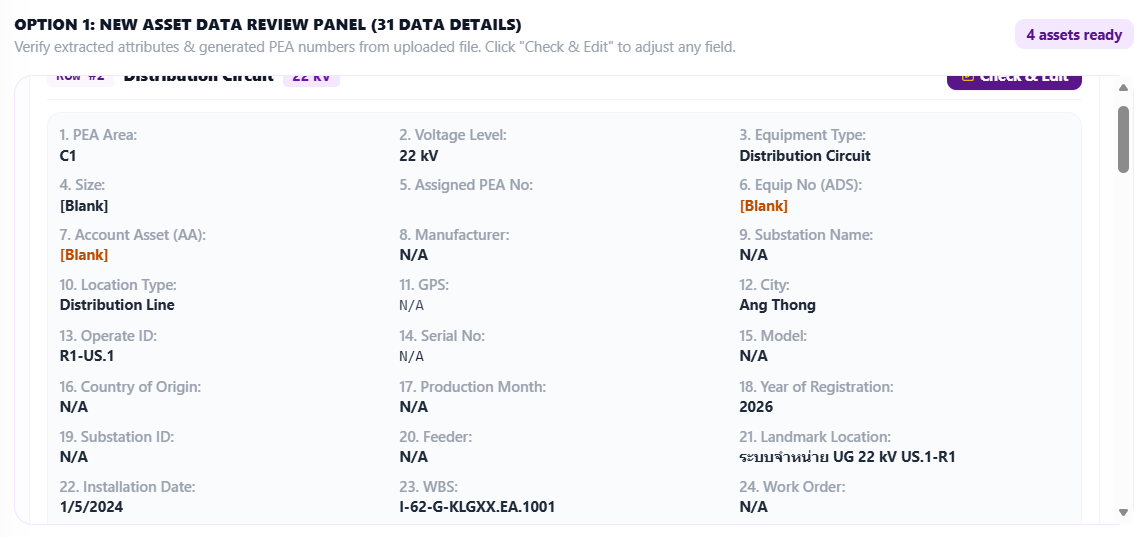 OPTION 1: NEW ASSET DATA REVIEW PANEL (31 DATA DETAILS)
Verify extracted attributes & generated PEA numbers from uploaded file. Click "Check & Edit" to adjust any field.
4 assets ready
Row #2 Distribution Circuit 22 kV Check & Edit
1. PEA Area: 2. Voltage Level: 3. Equipment Type:
C1 22 kV Distribution Circuit
4. Size: 5. Assigned PEA No: 6. Equip No (ADS):
[Blank] [Blank]
7. Account Asset (AA): 8. Manufacturer: 9. Substation Name:
[Blank] N/A N/A
10. Location Type: 11. GPS: 12. City:
Distribution Line N/A Ang Thong
13. Operate ID: 14. Serial No: 15. Model:
R1-US.1 N/A N/A
16. Country of Origin: 17. Production Month: 18. Year of Registration:
N/A N/A 2026
19. Substation ID: 20. Feeder: 21. Landmark Location:
N/A N/A ระบบจำหน่าย UG 22 kV US.1-R1
22. Installation Date: 23. WBS: 24. Work Order:
1/5/2024 I-62-G-KLGXX.EA.1001 N/A